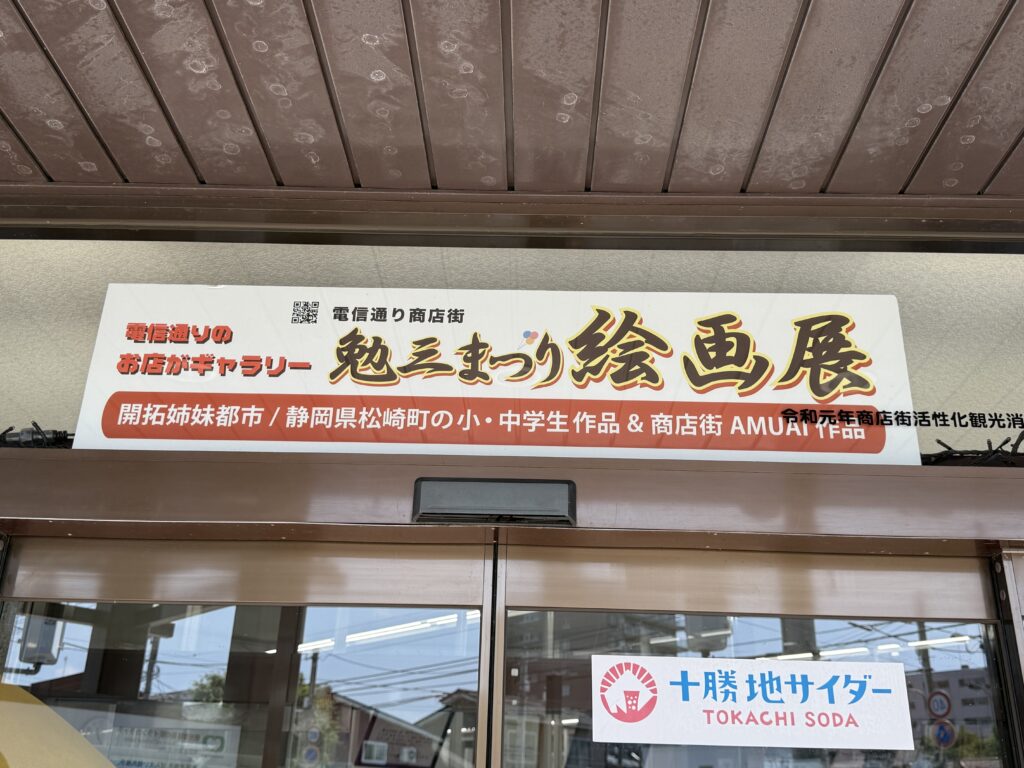 電信通りの
お店がギャラリー
電信通り商店街
勉三まつり絵画展
開拓姉妹都市 / 静岡県松崎町の小・中学生作品 & 商店街 AMUAI 作品
令和元年商店街活性化観光消
十勝地サイダー
TOKACHI SODA